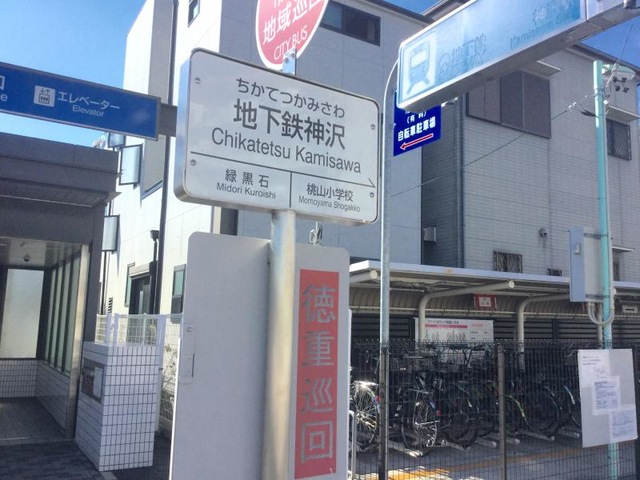 地域巡回
CITY BUS
ちかてつかみさわ
地下鉄神沢
Chikatetsu Kamisawa
緑黒石
Midori Kuroishi
桃山小学校
Momoyama Shogakko
エレベーター
Elevator
(有料)
自転車駐車場
徳重巡回